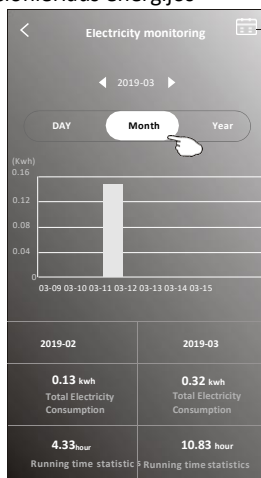 Electricity monitoring
2019-03
DAY Month Year
(Kwh)
0.16
0.12
0.08
0.04
0
03-09 03-10 03-11 03-12 03-13 03-14 03-15
2019-02 2019-03
0.13 kwh 0.32 kwh
Total Electricity Total Electricity
Consumption Consumption
4.33hour 10.83 hour
Running time statistic s Running time statistics